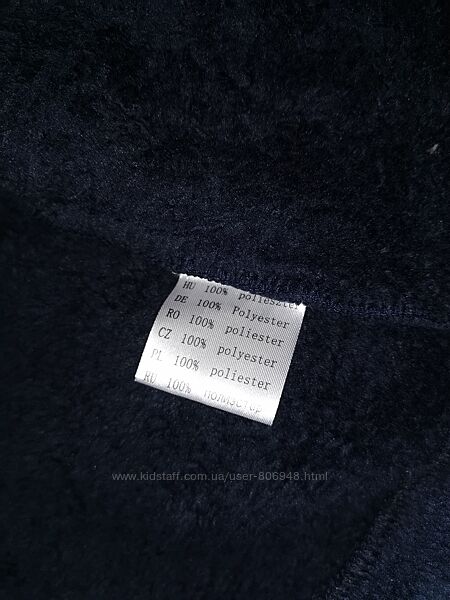 HU 100% poliészter
DE 100% Polyester
RO 100% poliester
CZ 100% polyester
PL 100% poliester
RU 100% полиэстер
www.kidstaff.com.ua/user-806948.html